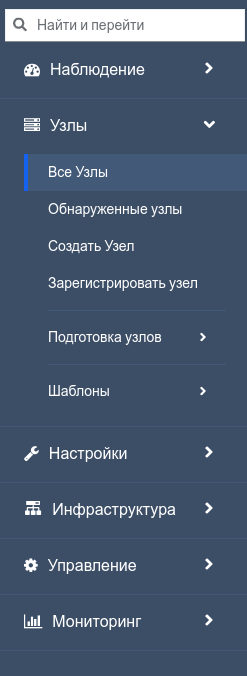 Найти и перейти
Наблюдение
Узлы
Все Узлы
Обнаруженные узлы
Создать Узел
Зарегистрировать узел
Подготовка узлов
Шаблоны
Настройки
Инфраструктура
Управление
Мониторинг